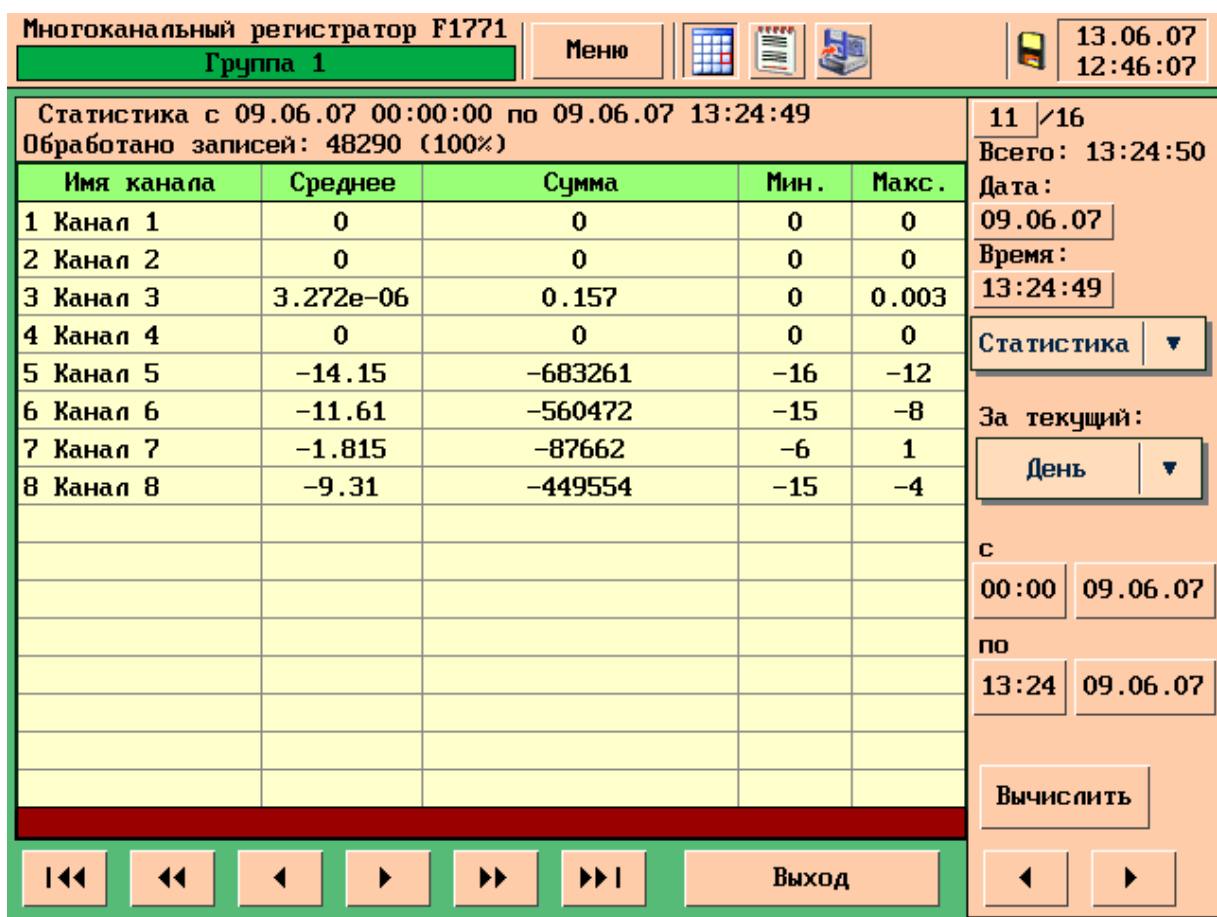 Многоканальный регистратор F1771
Группа 1
Меню
13.06.07
12:46:07
Статистика с 09.06.07 00:00:00 по 09.06.07 13:24:49
Обработано записей: 48290 (100%)
Имя канала Среднее Сумма Мин. Макс.
1 Канал 1 0 0 0 0
2 Канал 2 0 0 0 0
3 Канал 3 3.272e-06 0.157 0 0.003
4 Канал 4 0 0 0 0
5 Канал 5 -14.15 -683261 -16 -12
6 Канал 6 -11.61 -560472 -15 -8
7 Канал 7 -1.815 -87662 -6 1
8 Канал 8 -9.31 -449554 -15 -4
11 /16
Всего: 13:24:50
Дата:
09.06.07
Время:
13:24:49
Статистика
За текущий:
День
с
00:00 09.06.07
по
13:24 09.06.07
Вычислить
Выход